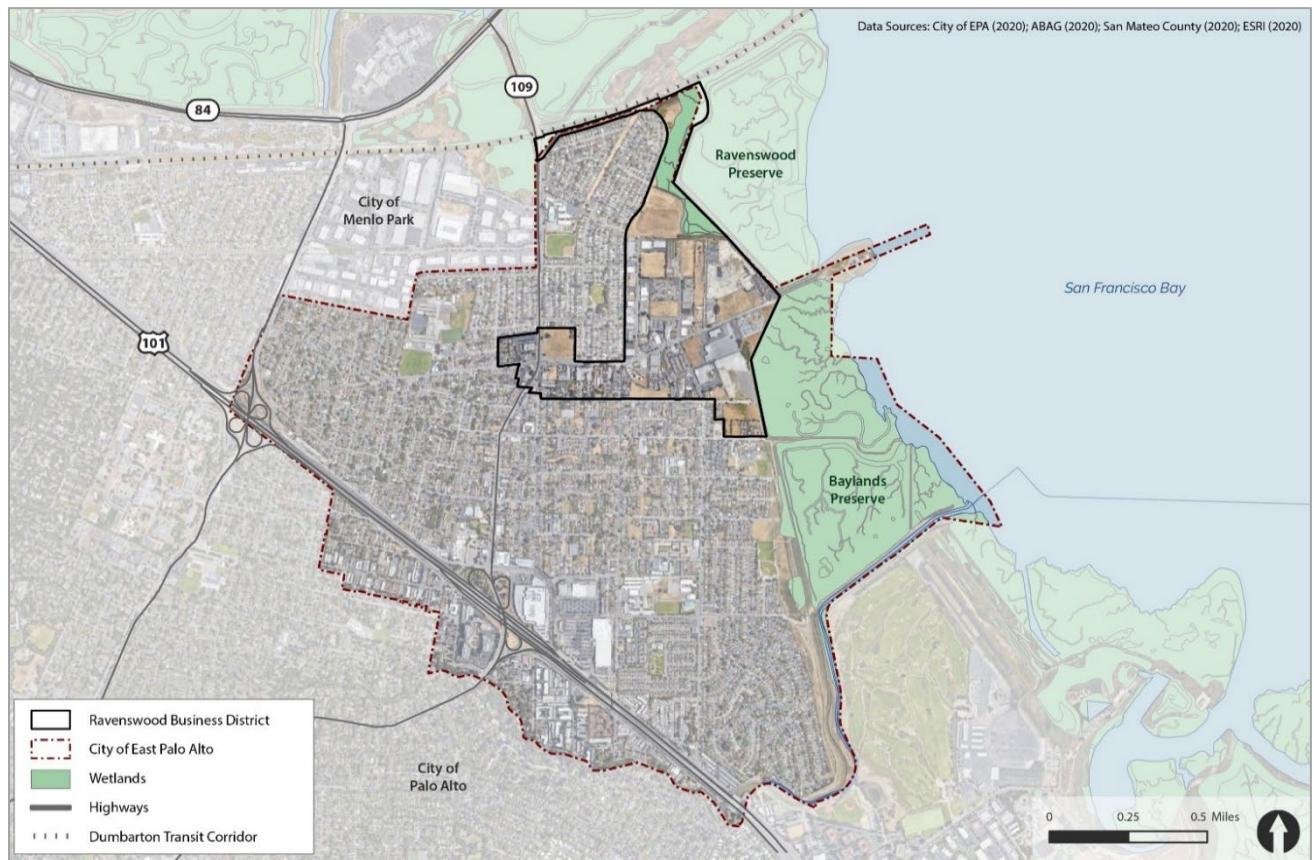 Data Sources: City of EPA (2020); ABAG (2020); San Mateo County (2020); ESRI (2020)
109
84
Ravenswood
Preserve
City of
Menlo Park
San Francisco Bay
101
Baylands
Preserve
Ravenswood Business District
City of East Palo Alto
Wetlands
Highways
Dumbarton Transit Corridor
City of
Palo Alto
0 0.25 0.5 Miles